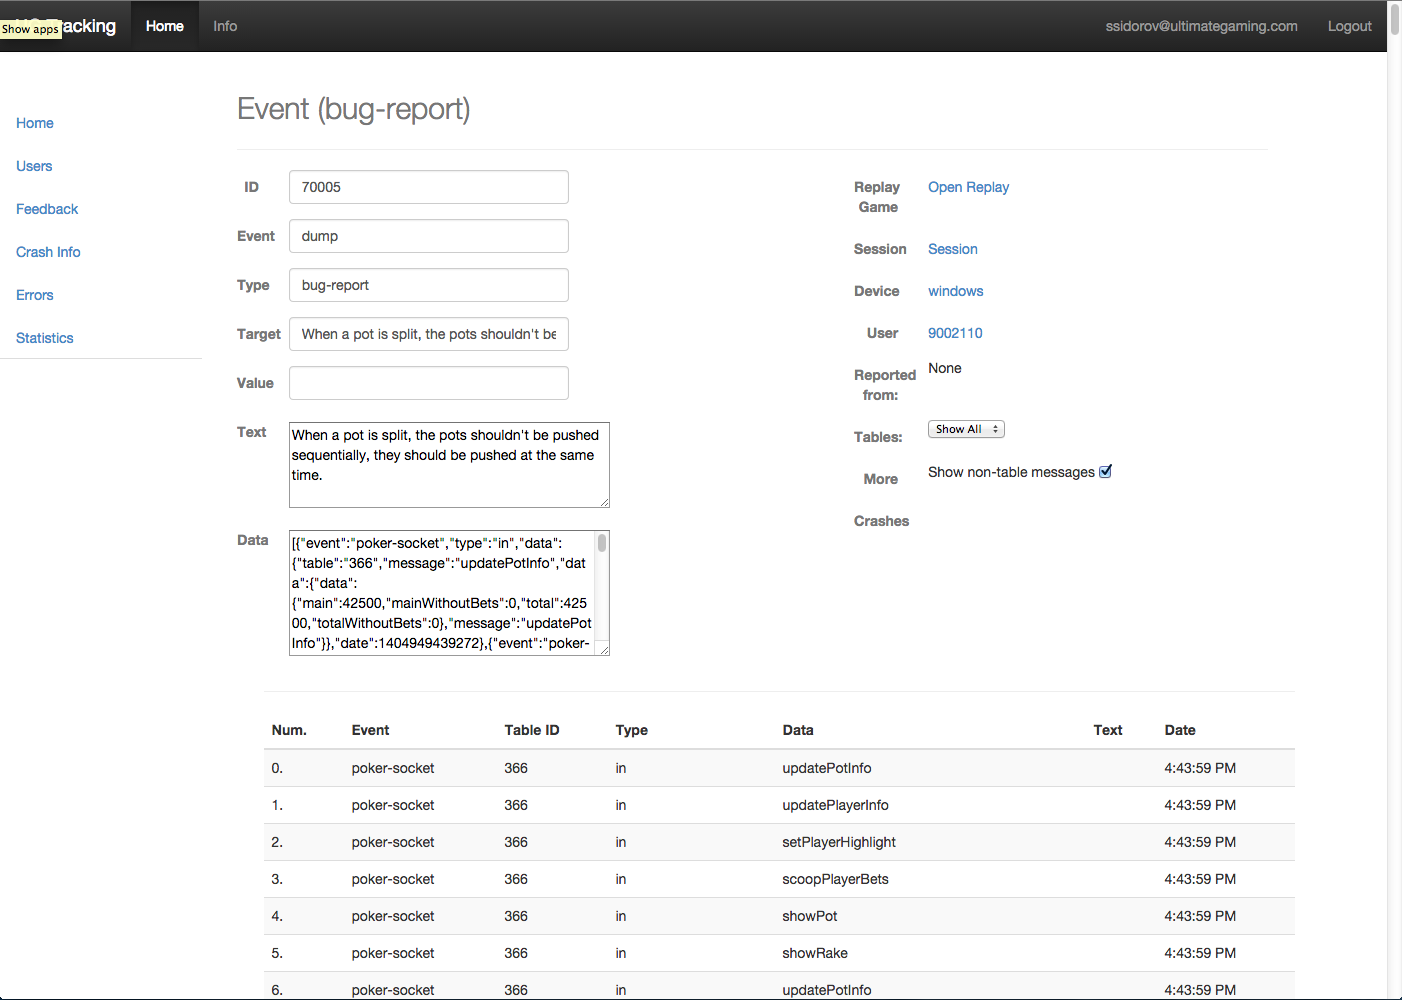 Show apps
acking
Home
Info
ssidorov@ultimategaming.com
Logout
Home
Users
Feedback
Crash Info
Errors
Statistics
Event (bug-report)
ID
70005
Event
dump
Type
bug-report
Target
When a pot is split, the pots shouldn't be
Value
Text
When a pot is split, the pots shouldn't be pushed
sequentially, they should be pushed at the same
time.
Data
[{"event":"poker-socket","type":"in","data":
{"table":"366","message":"updatePotInfo","dat
a":{"data":
{"main":42500,"mainWithoutBets":0,"total":425
00,"totalWithoutBets":0},"message":"updatePot
Info"}},"date":1404949439272},{"event":"poker-
Replay
Game
Open Replay
Session
Session
Device
windows
User
9002110
Reported
from:
None
Tables:
Show All
More
Show non-table messages
Crashes
Num. Event Table ID Type Data Text Date
0. poker-socket 366 in updatePotInfo 4:43:59 PM
1. poker-socket 366 in updatePlayerInfo 4:43:59 PM
2. poker-socket 366 in setPlayerHighlight 4:43:59 PM
3. poker-socket 366 in scoopPlayerBets 4:43:59 PM
4. poker-socket 366 in showPot 4:43:59 PM
5. poker-socket 366 in showRake 4:43:59 PM
6. poker-socket 366 in updatePotInfo 4:43:59 PM